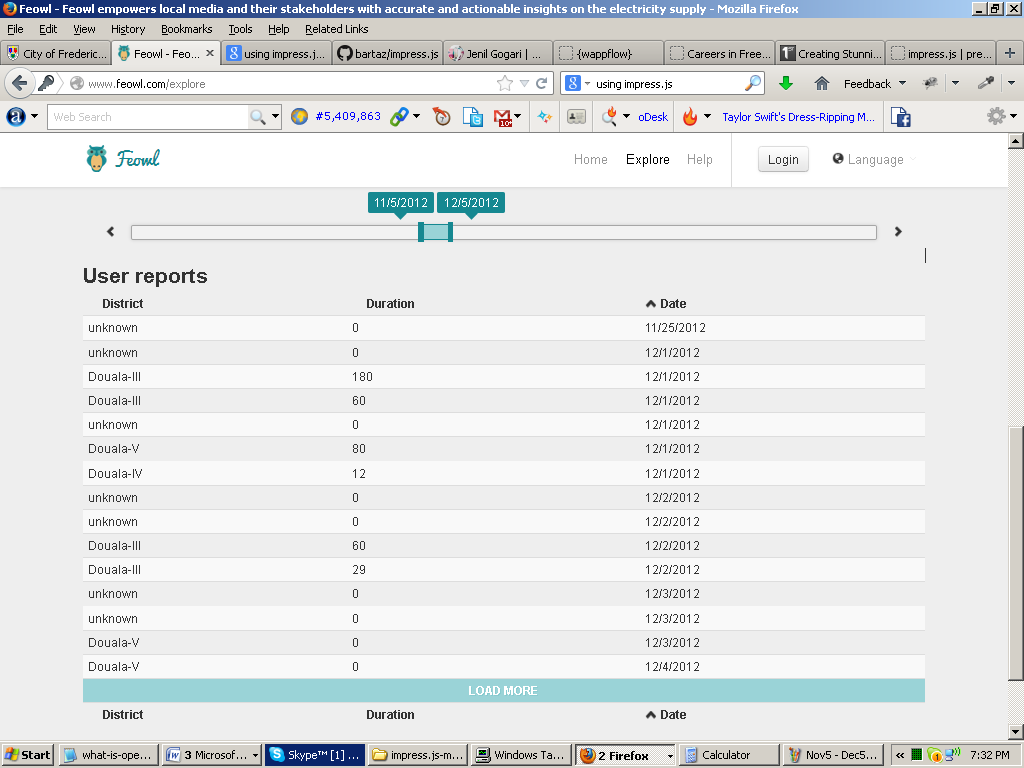 Feowl - Feowl empowers local media and their stakeholders with accurate and actionable insights on the electricity supply - Mozilla Firefox
File Edit View History Bookmarks Tools Help Related Links
City of Frederic... Feowl - Feo... using impress.j... bartaz/impress.js Jenil Gogari | ... {wappflow} Careers in Free... Creating Stunni... impress.js | pre...
www.feowl.com/explore using impress.js Feedback
Web Search #5,409,863 10+ oDesk Taylor Swift's Dress-Ripping M...
Feowl Home Explore Help Login Language
11/5/2012 12/5/2012
User reports
District Duration Date
unknown 0 11/25/2012
unknown 0 12/1/2012
Douala-III 180 12/1/2012
Douala-III 60 12/1/2012
unknown 0 12/1/2012
Douala-V 80 12/1/2012
Douala-IV 12 12/1/2012
unknown 0 12/2/2012
unknown 0 12/2/2012
Douala-III 60 12/2/2012
Douala-III 29 12/2/2012
unknown 0 12/3/2012
unknown 0 12/3/2012
Douala-V 0 12/3/2012
Douala-V 0 12/4/2012
LOAD MORE
District Duration Date
Start what-is-ope... 3 Microsof... Skype™ [1] ... impress.js-m... Windows Ta... 2 Firefox Calculator Nov5 - Dec5... « 7:32 PM